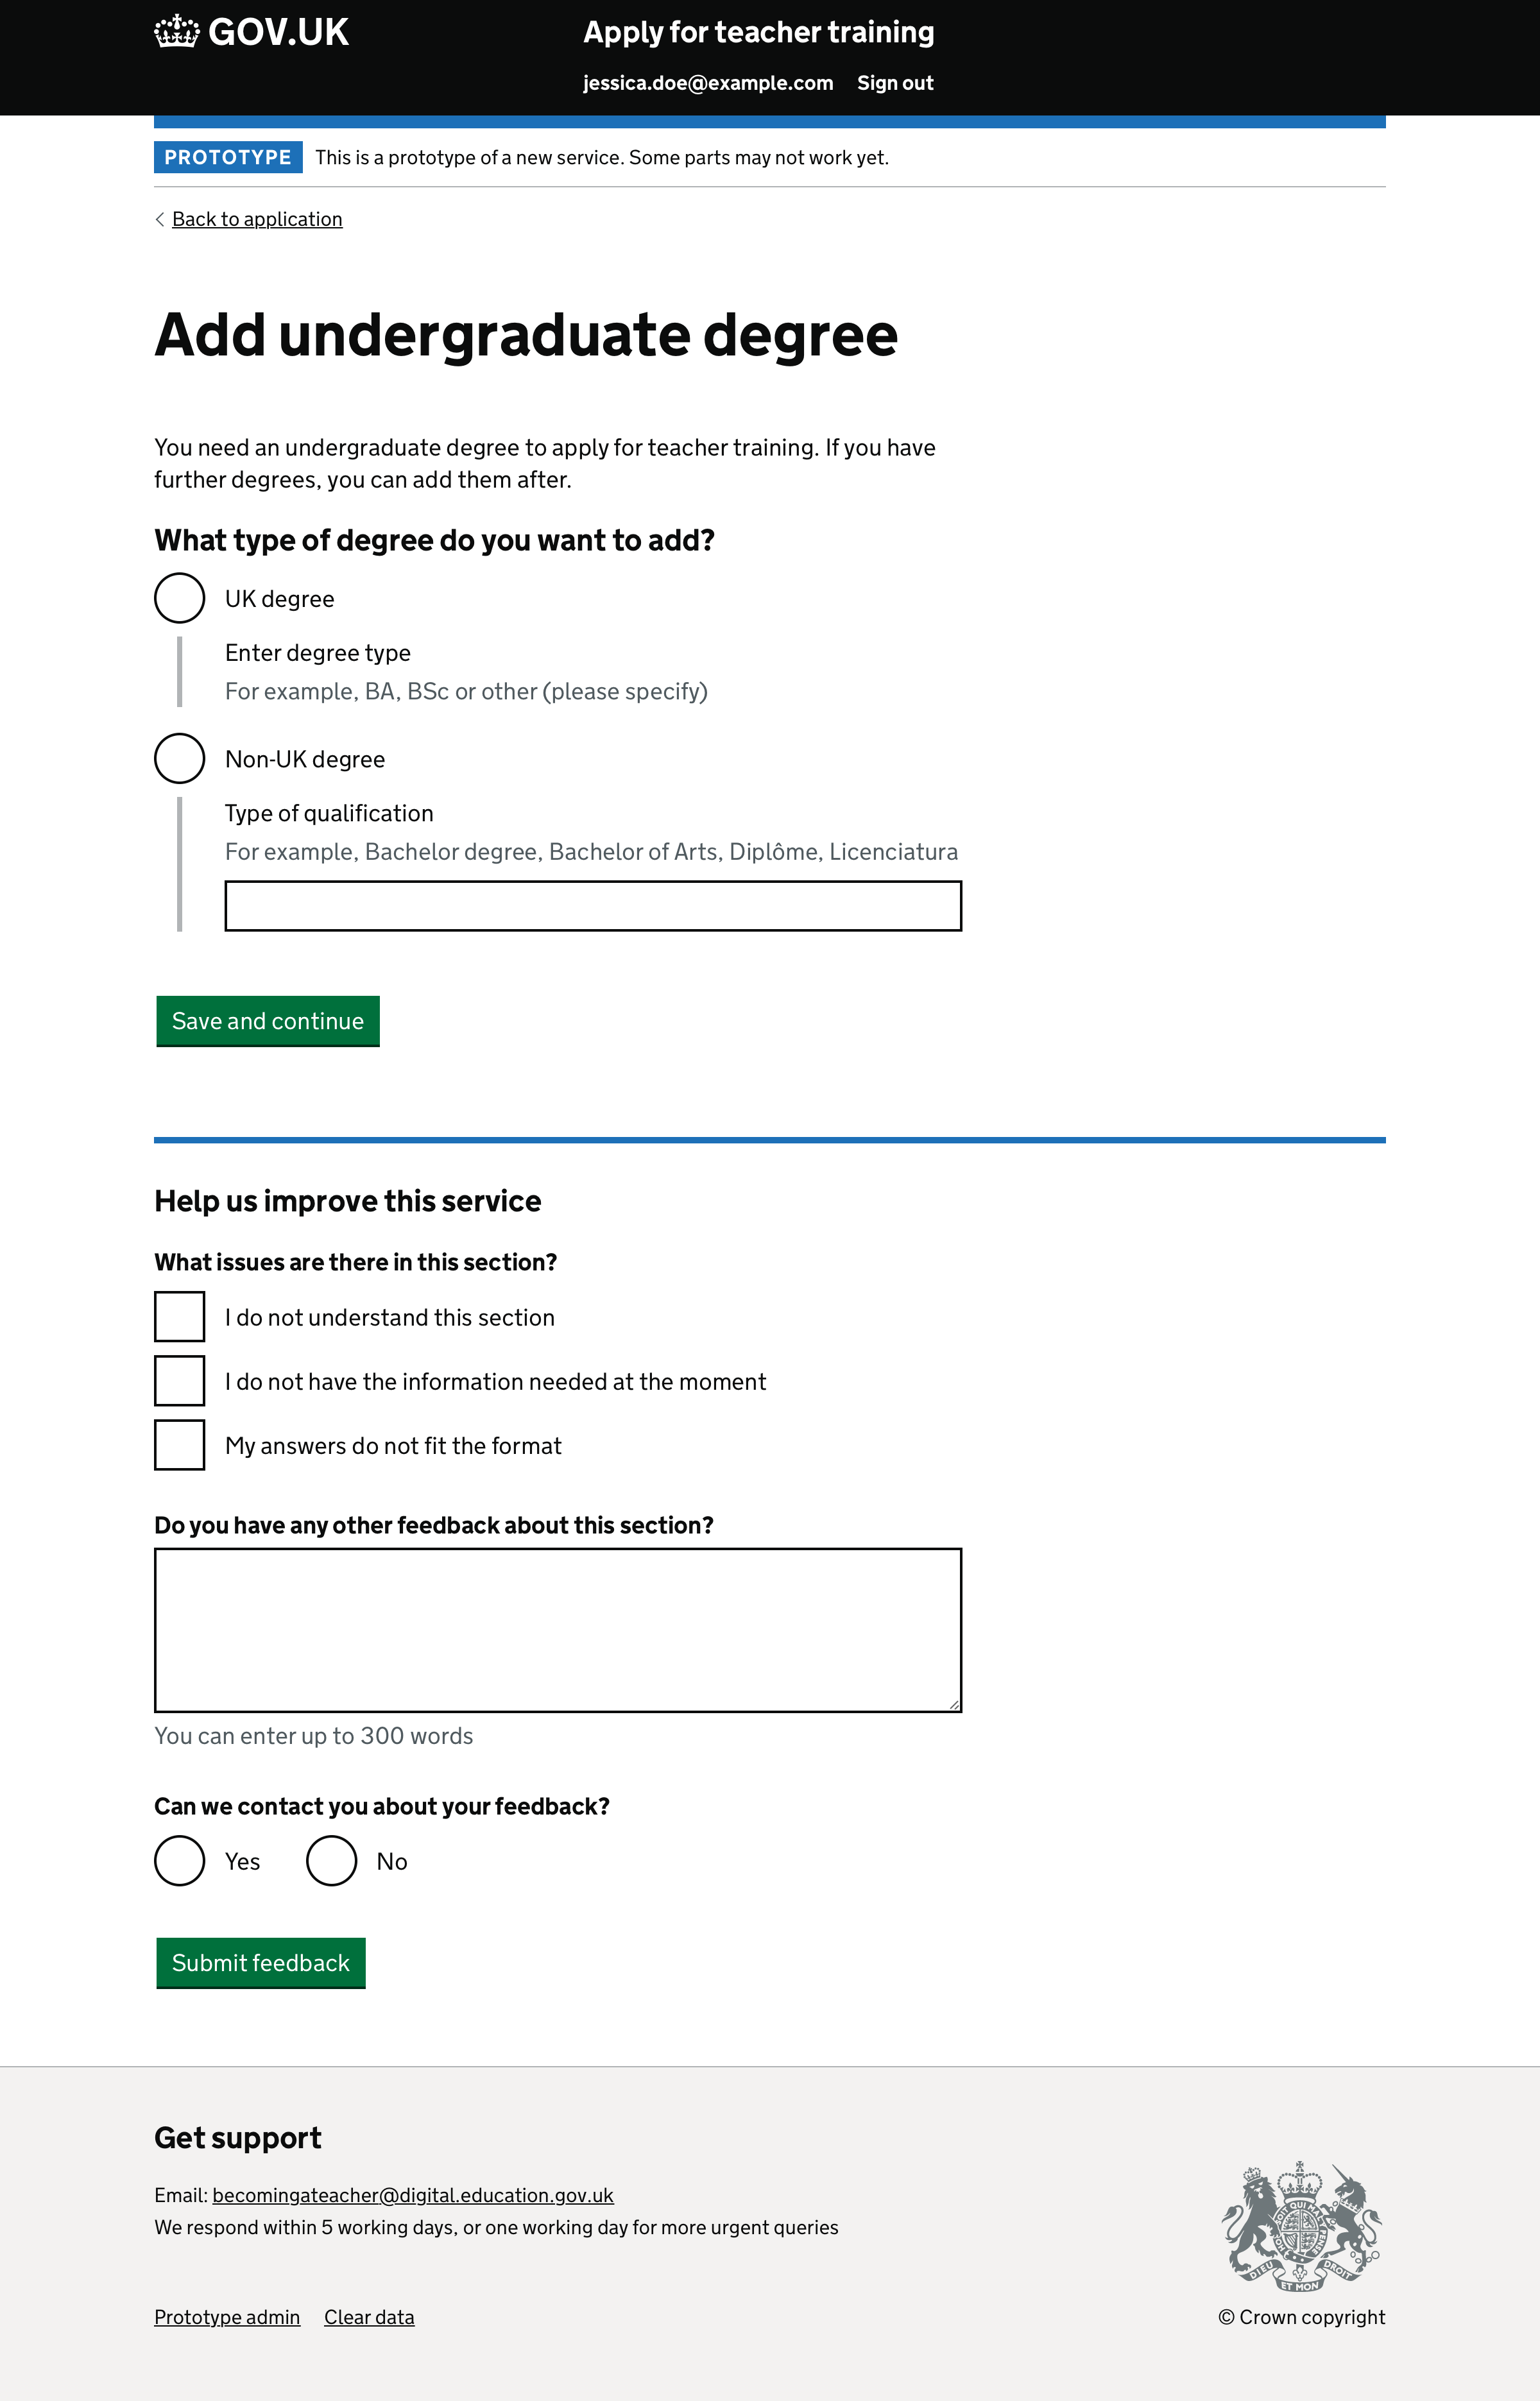 GOV.UK
Apply for teacher training
jessica.doe@example.com Sign out
PROTOTYPE This is a prototype of a new service. Some parts may not work yet.
Back to application
Add undergraduate degree
You need an undergraduate degree to apply for teacher training. If you have
further degrees, you can add them after.
What type of degree do you want to add?
UK degree
Enter degree type
For example, BA, BSc or other (please specify)
Non-UK degree
Type of qualification
For example, Bachelor degree, Bachelor of Arts, Diplôme, Licenciatura
Save and continue
Help us improve this service
What issues are there in this section?
I do not understand this section
I do not have the information needed at the moment
My answers do not fit the format
Do you have any other feedback about this section?
You can enter up to 300 words
Can we contact you about your feedback?
Yes No
Submit feedback
Get support
Email: becomingateacher@digital.education.gov.uk
We respond within 5 working days, or one working day for more urgent queries
DIEU ET MON DROIT
Prototype admin Clear data
© Crown copyright